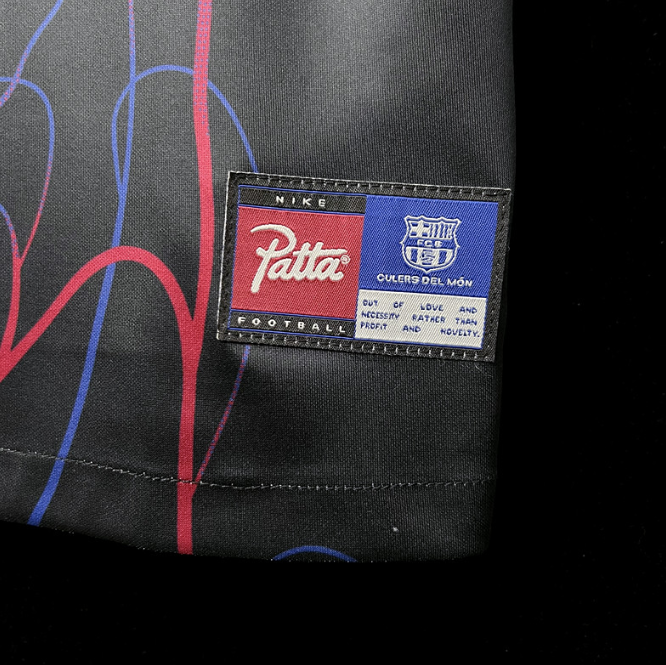 NIKE
Patta®
FOOTBALL
FCB
CULERS DEL MÓN
OUT OF LOVE AND
NECESSITY RATHER THAN
PROFIT AND NOVELTY.